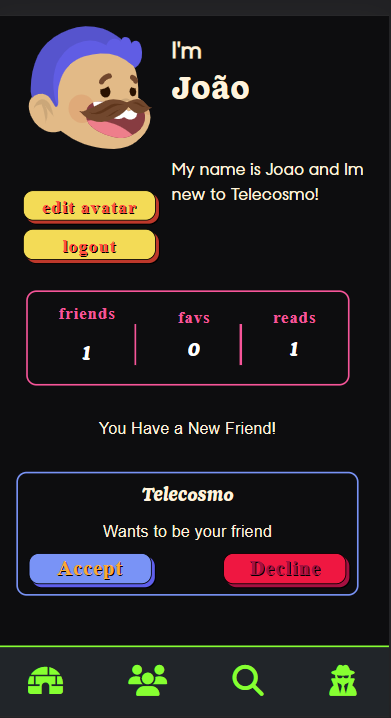 I'm
João
My name is Joao and Im
new to Telecosmo!
edit avatar
logout
friends favs reads
1 0 1
You Have a New Friend!
Telecosmo
Wants to be your friend
Accept Decline